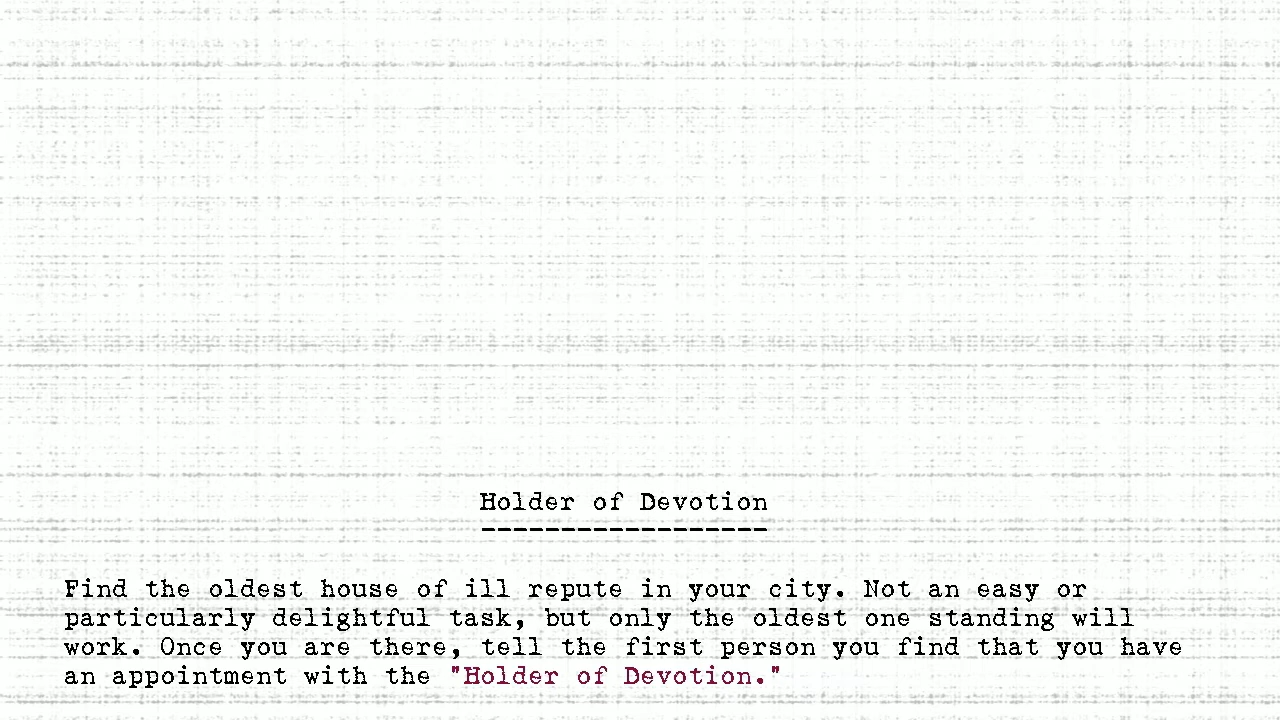 Holder of Devotion
------------------
Find the oldest house of ill repute in your city. Not an easy or
particularly delightful task, but only the oldest one standing will
work. Once you are there, tell the first person you find that you have
an appointment with the "Holder of Devotion."